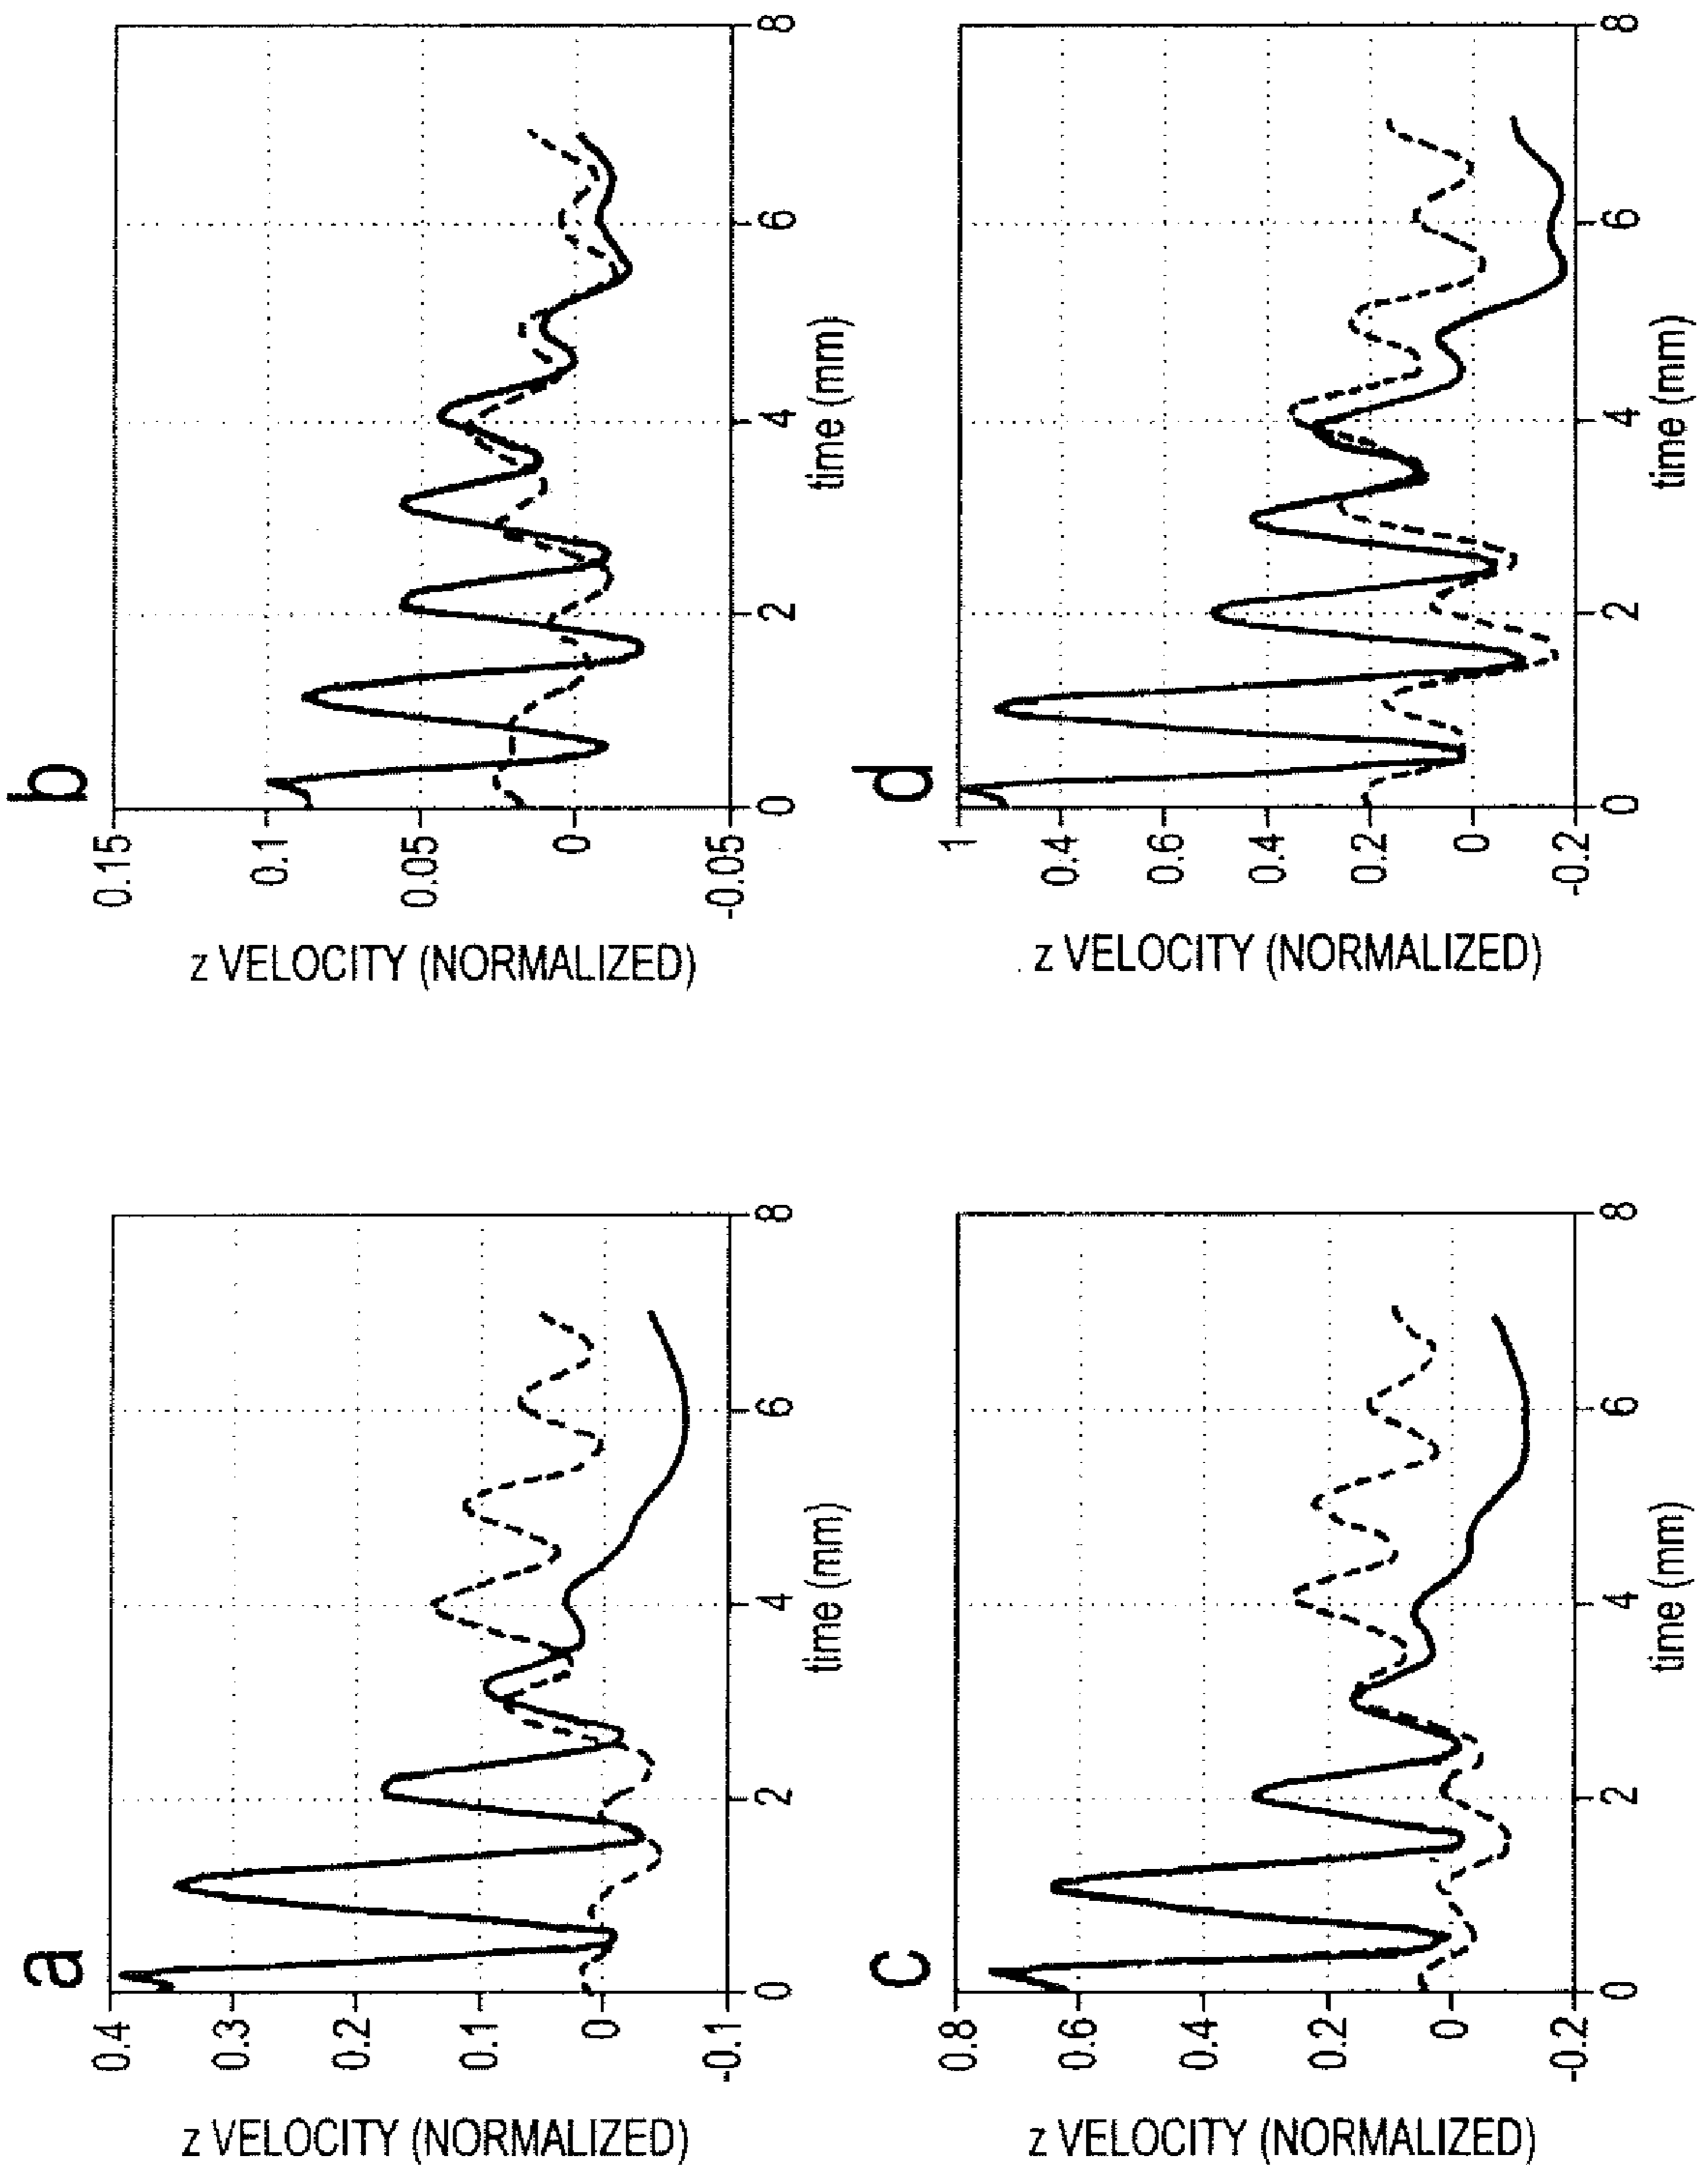 a
z VELOCITY (NORMALIZED)
0.4
0.3
0.2
0.1
0
-0.1
0 2 4 6 8
time (mm)
b
z VELOCITY (NORMALIZED)
0.15
0.1
0.05
0
-0.05
0 2 4 6 8
time (mm)
c
z VELOCITY (NORMALIZED)
0.8
0.6
0.4
0.2
0
-0.2
0 2 4 6 8
time (mm)
d
z VELOCITY (NORMALIZED)
1
0.4
0.6
0.4
0.2
0
-0.2
0 2 4 6 8
time (mm)